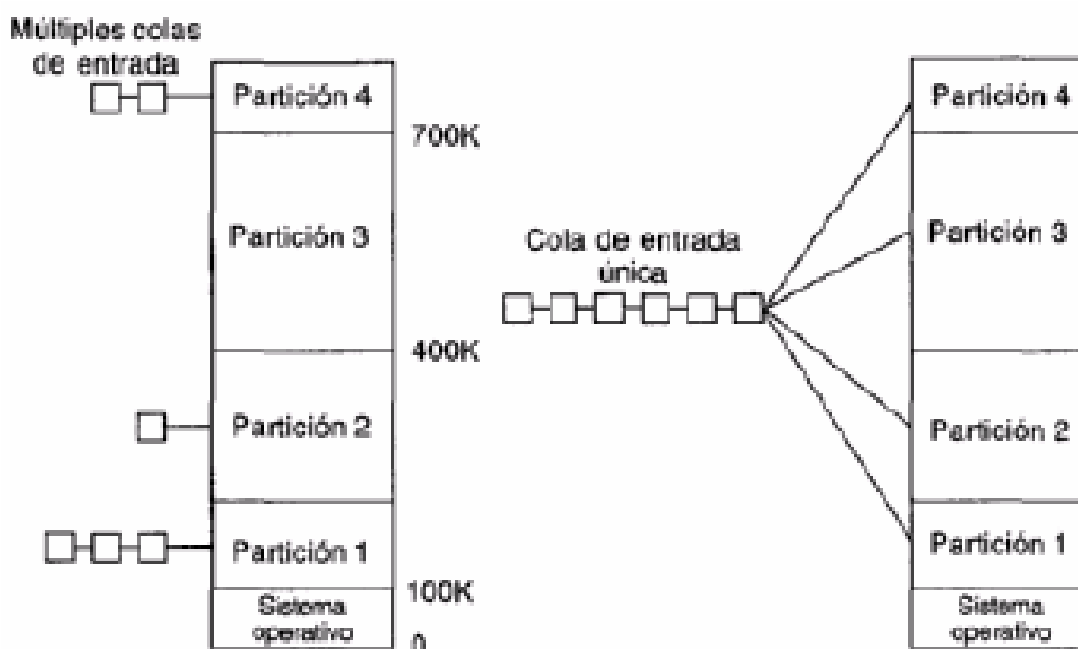 Múltiples colas
de entrada
Partición 4
700K
Partición 3
400K
Partición 2
Partición 1
100K
Sistema
operativo
0
Cola de entrada
única
Partición 4
Partición 3
Partición 2
Partición 1
Sistema
operativo